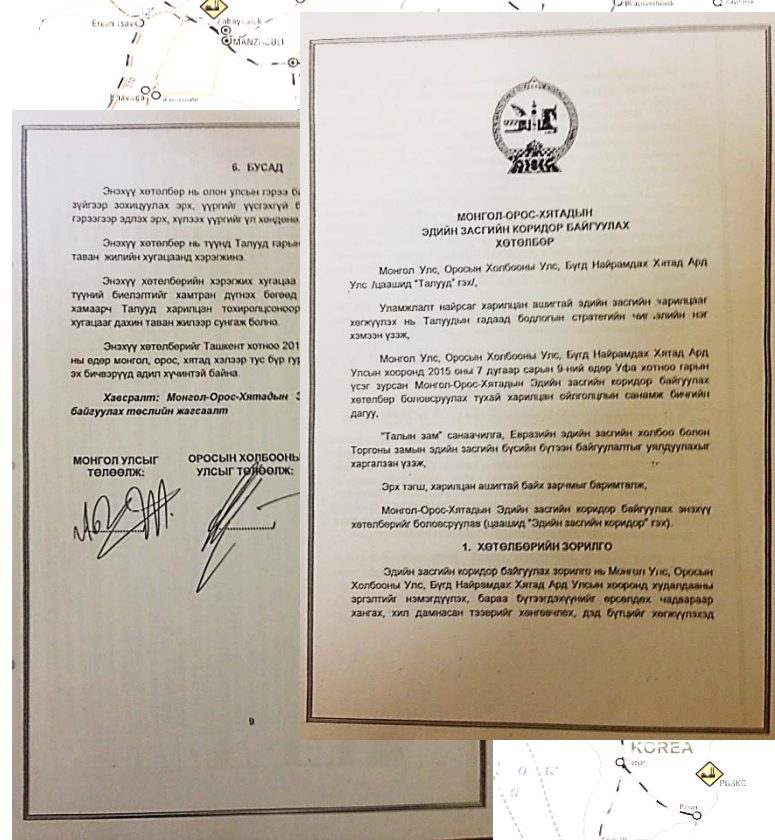 Zabaykalsk
MANZHOULI
МОНГОЛ-ОРОС-ХЯТАДЫН
ЭДИЙН ЗАСГИЙН КОРИДОР БАЙГУУЛАХ
ХӨТӨЛБӨР
Монгол Улс, Оросын Холбооны Улс, Бүгд Найрамдах Хятад Ард
Улс /цаашид "Талууд" гэх/,
Уламжлалт найрсаг харилцан ашигтай эдийн засгийн харилцааг
хөгжүүлэх нь Талуудын гадаад бодлогын стратегийн чиглэлийн нэг
хэмээн үзэж,
Монгол Улс, Оросын Холбооны Улс, Бүгд Найрамдах Хятад Ард
Улсын хооронд 2015 оны 7 дугаар сарын 9-ний өдөр Уфа хотноо гарын
үсэг зурсан Монгол-Орос-Хятадын Эдийн засгийн коридор байгуулах
хөтөлбөр боловсруулах тухай харилцан ойлголцлын санамж бичгийн
дагуу,
"Талын зам" санаачилга, Евразийн эдийн засгийн холбоо болон
Торгоны замын эдийн засгийн бүсийн бүтээн байгуулалтыг уялдуулахыг
харгалзан үзэж,
Эрх тэгш, харилцан ашигтай байх зарчмыг баримталж,
Монгол-Орос-Хятадын Эдийн засгийн коридор байгуулах энэхүү
хөтөлбөрийг боловсруулав (цаашид "Эдийн засгийн коридор" гэх).
1. ХӨТӨЛБӨРИЙН ЗОРИЛГО
Эдийн засгийн коридор байгуулах зорилго нь Монгол Улс, Оросын
Холбооны Улс, Бүгд Найрамдах Хятад Ард Улсын хооронд худалдааны
эргэлтийг нэмэгдүүлэх, бараа бүтээгдэхүүнийг өрсөлдөх чадвараар
хангах, хил дамнасан тээврийг хөнгөвчлөх, дэд бүтцийг хөгжүүлэхэд
6. БУСАД
Энэхүү хөтөлбөр нь олон улсын гэрээ
зүйгээр зохицуулах эрх, үүргийг үүсгэхгүй
гэрээгээр эдлэх эрх, хүлээх үүргийг үл хөндөнө.
Энэхүү хөтөлбөр нь түүнд Талууд гарын
таван жилийн хугацаанд хэрэгжинэ.
Энэхүү хөтөлбөрийн хэрэгжих хугацаа
түүний биелэлтийг хамтран дүгнэх бөгөөд
хамаарч Талууд харилцан тохиролцсоноор
хугацааг дахин таван жилээр сунгаж болно.
Энэхүү хөтөлбөрийг Ташкент хотноо 201
ны өдөр монгол, орос, хятад хэлээр тус бүр
эх бичвэрүүд адил хүчинтэй байна.
Хавсралт: Монгол-Орос-Хятадын
байгуулах төслийн жагсаалт
МОНГОЛ УЛСЫГ
ТӨЛӨӨЛЖ:
ОРОСЫН ХОЛБООНЫ
УЛСЫГ ТӨЛӨӨЛЖ:
9
KOREA